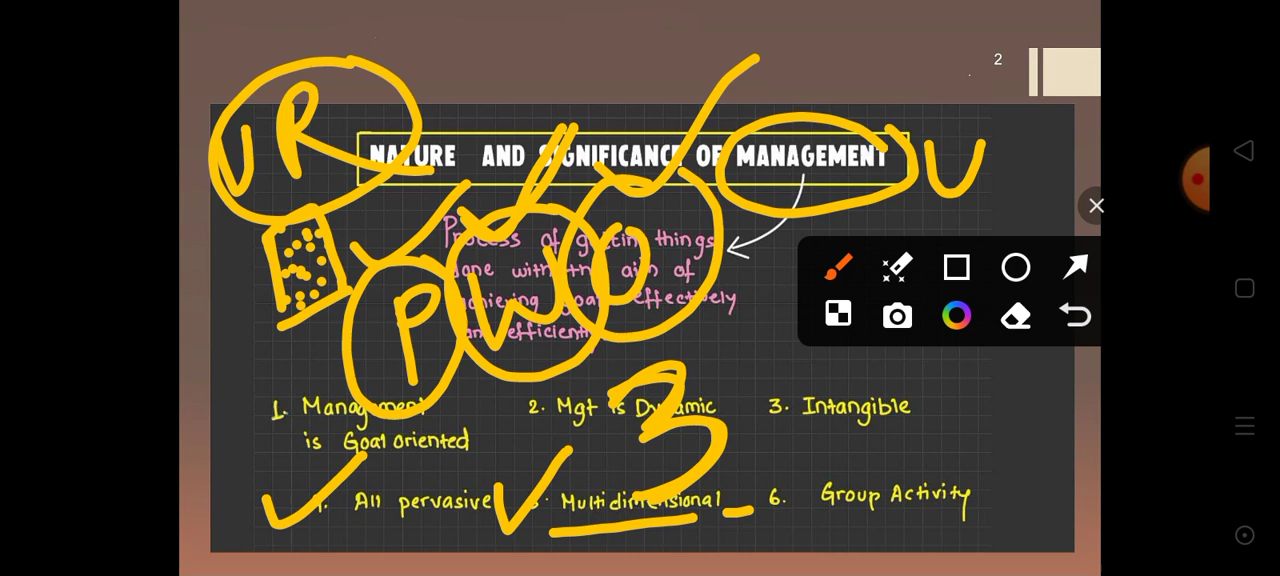 2
UR
NATURE AND SIGNIFICANCE OF MANAGEMENT
U
Process of getting things
done with the aim of
achieving goals effectively
and efficiently
P W O
3
1. Management is Goal oriented
2. Mgt is Dynamic
3. Intangible
4. All pervasive
5. Multidimensional
6. Group Activity